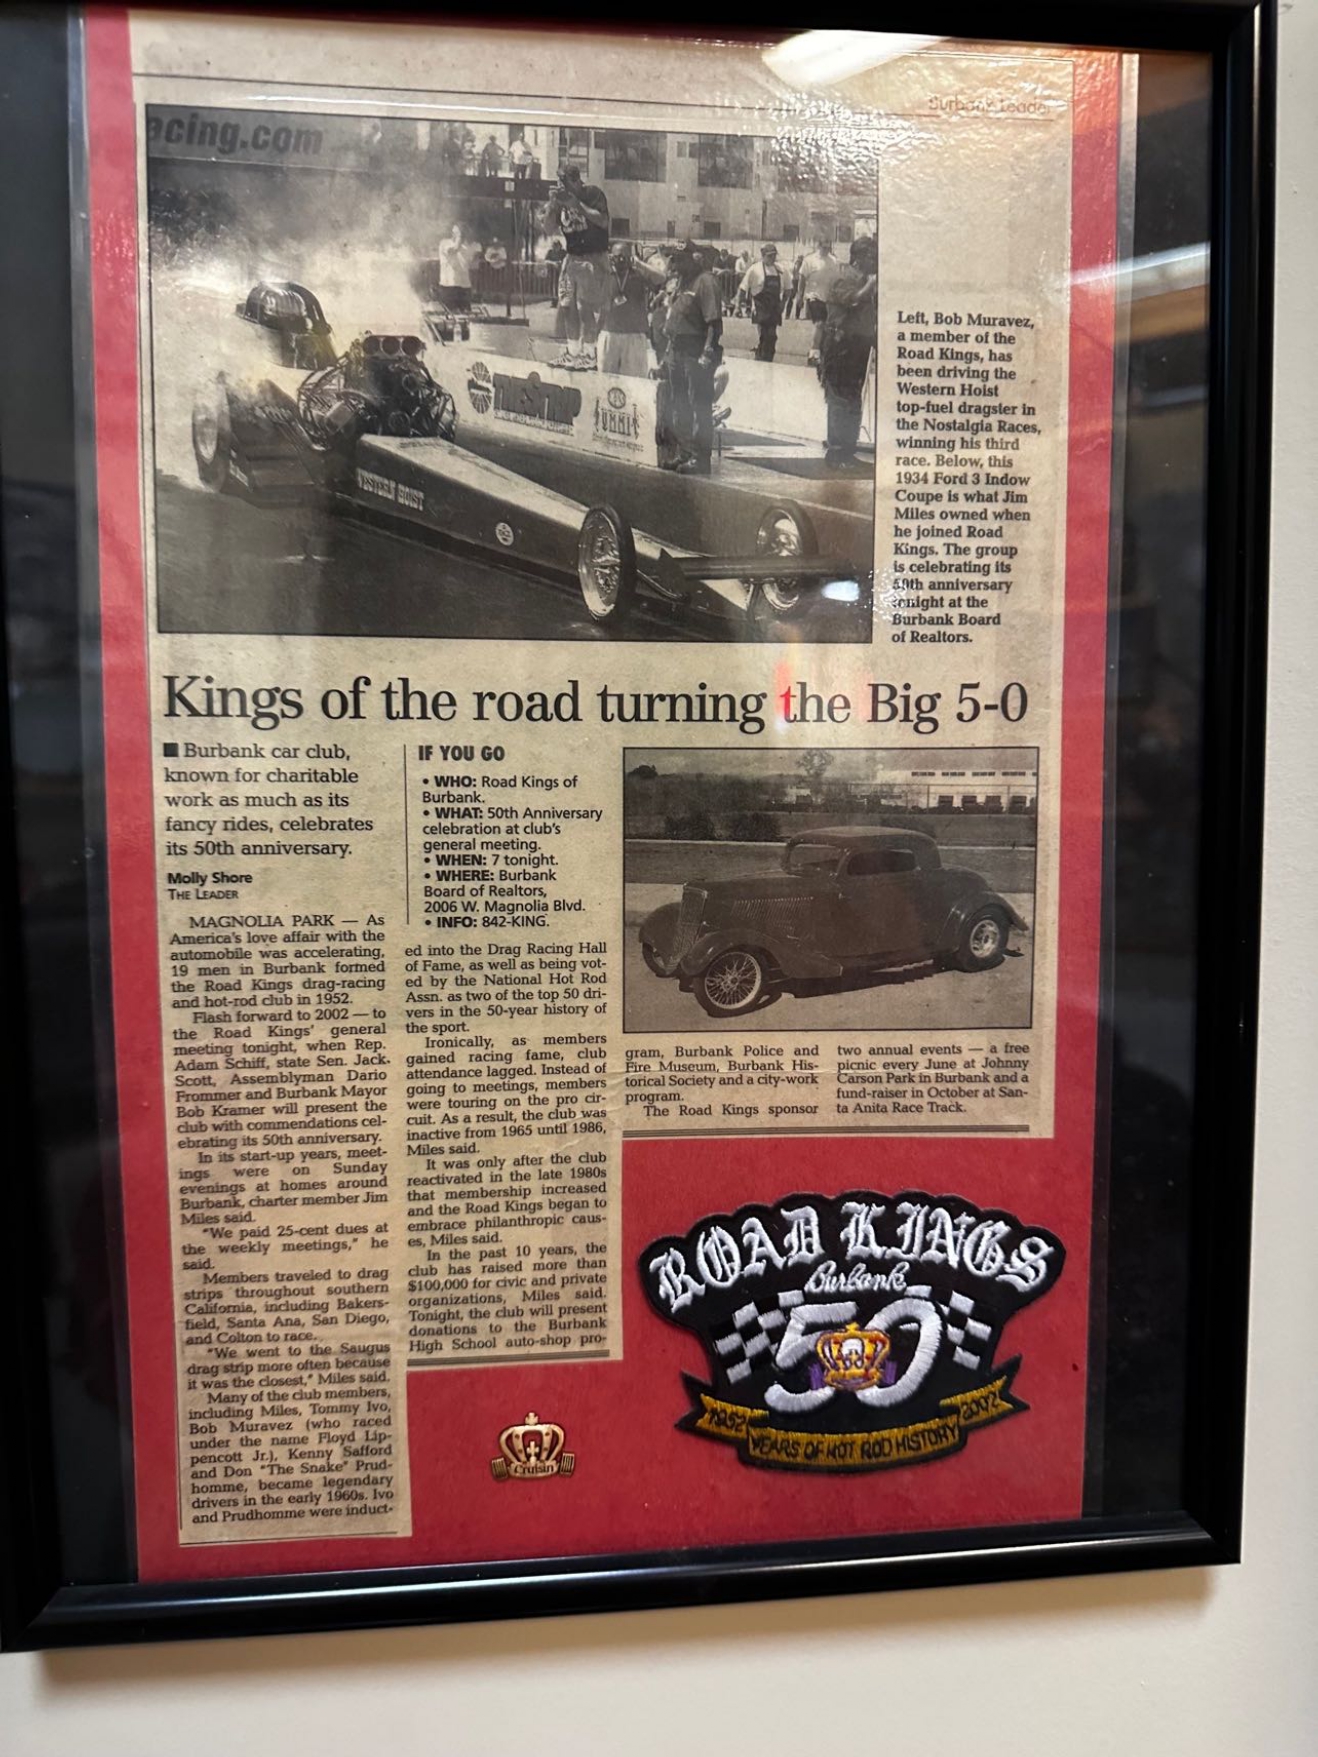 Burbank Leader
acing.com
THE STRIP
SUMMIT
WESTERN HOIST
Left, Bob Muravez,
a member of the
Road Kings, has
been driving the
Western Hoist
top-fuel dragster in
the Nostalgia Races,
winning his third
race. Below, this
1934 Ford 3 Indow
Coupe is what Jim
Miles owned when
he joined Road
Kings. The group
is celebrating its
50th anniversary
tonight at the
Burbank Board
of Realtors.
Kings of the road turning the Big 5-0
■ Burbank car club,
known for charitable
work as much as its
fancy rides, celebrates
its 50th anniversary.
Molly Shore
THE LEADER
MAGNOLIA PARK — As
America's love affair with the
automobile was accelerating,
19 men in Burbank formed
the Road Kings drag-racing
and hot-rod club in 1952.
Flash forward to 2002 — to
the Road Kings' general
meeting tonight, when Rep.
Adam Schiff, state Sen. Jack
Scott, Assemblyman Dario
Frommer and Burbank Mayor
Bob Kramer will present the
club with commendations cel-
ebrating its 50th anniversary.
In its start-up years, meet-
ings were on Sunday
evenings at homes around
Burbank, charter member Jim
Miles said.
"We paid 25-cent dues at
the weekly meetings," he
said.
Members traveled to drag
strips throughout southern
California, including Bakers-
field, Santa Ana, San Diego,
and Colton to race.
"We went to the Saugus
drag strip more often because
it was the closest," Miles said.
Many of the club members,
including Miles, Tommy Ivo,
Bob Muravez (who raced
under the name Floyd Lip-
pencott Jr.), Kenny Safford
and Don "The Snake" Prud-
homme, became legendary
drivers in the early 1960s. Ivo
and Prudhomme were induct-
IF YOU GO
• WHO: Road Kings of
Burbank.
• WHAT: 50th Anniversary
celebration at club's
general meeting.
• WHEN: 7 tonight.
• WHERE: Burbank
Board of Realtors,
2006 W. Magnolia Blvd.
• INFO: 842-KING.
ed into the Drag Racing Hall
of Fame, as well as being vot-
ed by the National Hot Rod
Assn. as two of the top 50 dri-
vers in the 50-year history of
the sport.
Ironically, as members
gained racing fame, club
attendance lagged. Instead of
going to meetings, members
were touring on the pro cir-
cuit. As a result, the club was
inactive from 1965 until 1986,
Miles said.
It was only after the club
reactivated in the late 1980s
that membership increased
and the Road Kings began to
embrace philanthropic caus-
es, Miles said.
In the past 10 years, the
club has raised more than
$100,000 for civic and private
organizations, Miles said.
Tonight, the club will present
donations to the Burbank
High School auto-shop pro-
gram, Burbank Police and
Fire Museum, Burbank His-
torical Society and a city-work
program.
The Road Kings sponsor
two annual events — a free
picnic every June at Johnny
Carson Park in Burbank and a
fund-raiser in October at San-
ta Anita Race Track.
ROAD KINGS
Burbank
50
1952 2002
YEARS OF HOT ROD HISTORY
Cruisin'